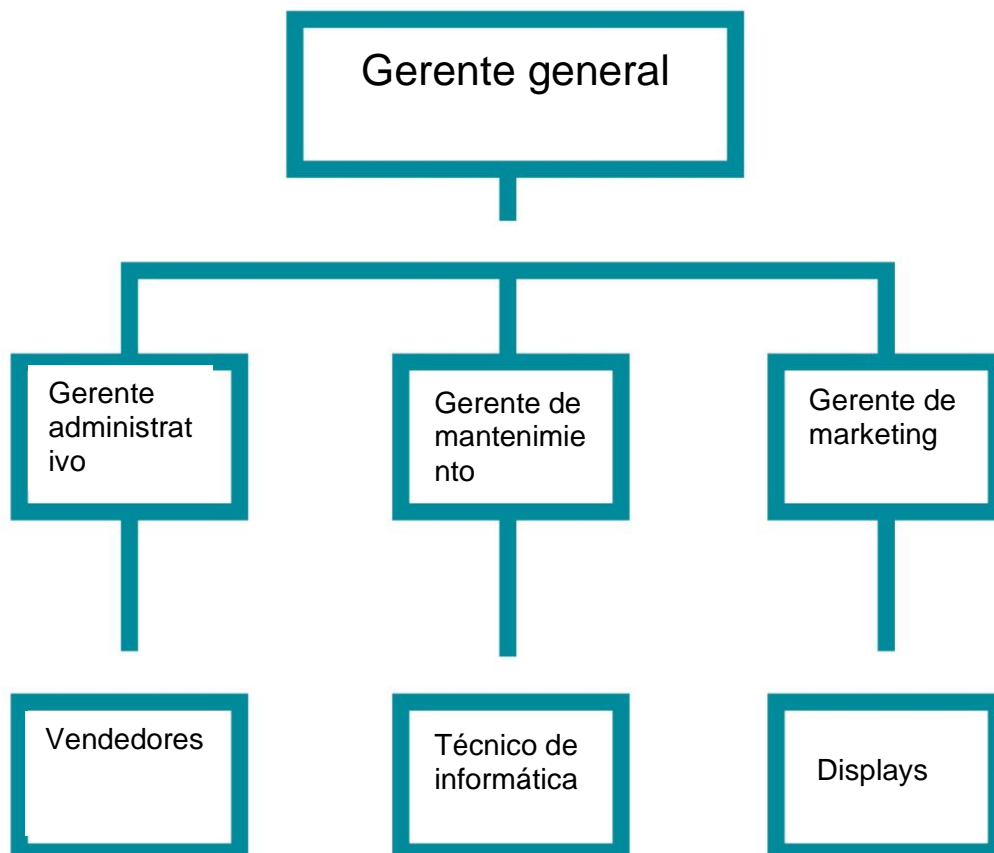 Gerente general
Gerente
administrat
ivo
Gerente de
mantenimie
nto
Gerente de
marketing
Vendedores
Técnico de
informática
Displays